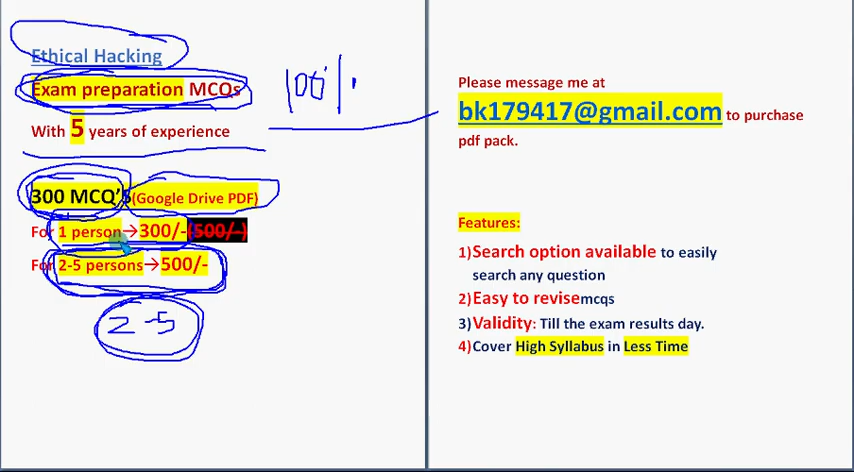 Ethical Hacking
Exam preparation MCQs
100%
With 5 years of experience
300 MCQ's (Google Drive PDF)
For 1 person→300/-(500/-)
For 2-5 persons→500/-
2-5
Please message me at
bk179417@gmail.com to purchase
pdf pack.
Features:
1)Search option available to easily
search any question
2)Easy to revisemcqs
3)Validity: Till the exam results day.
4)Cover High Syllabus in Less Time